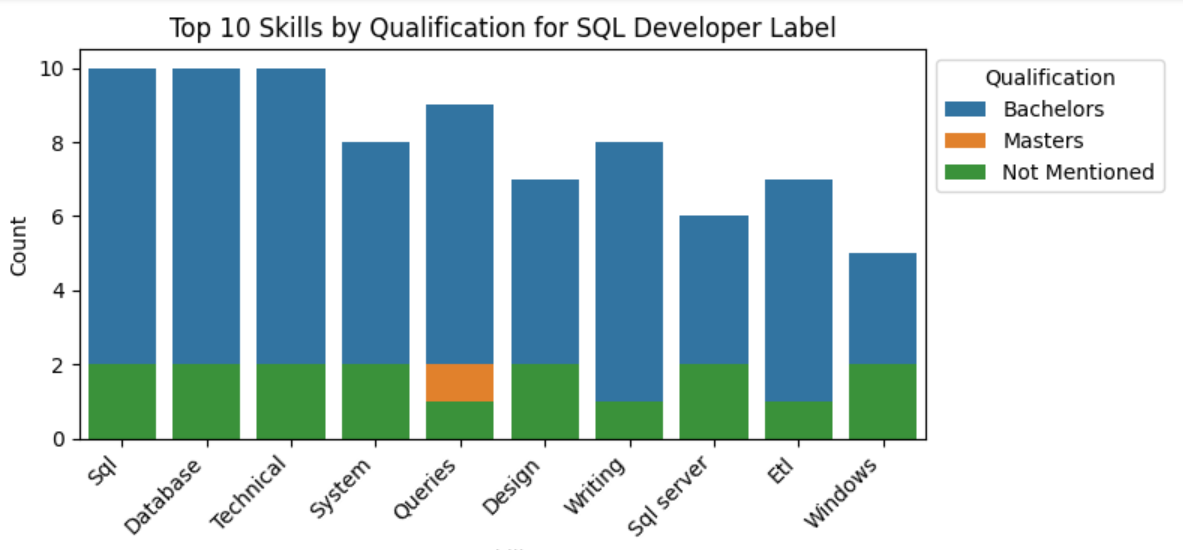 Top 10 Skills by Qualification for SQL Developer Label
Qualification
Bachelors
Masters
Not Mentioned
Count
10
8
6
4
2
0
Sql
Database
Technical
System
Queries
Design
Writing
Sql server
Etl
Windows